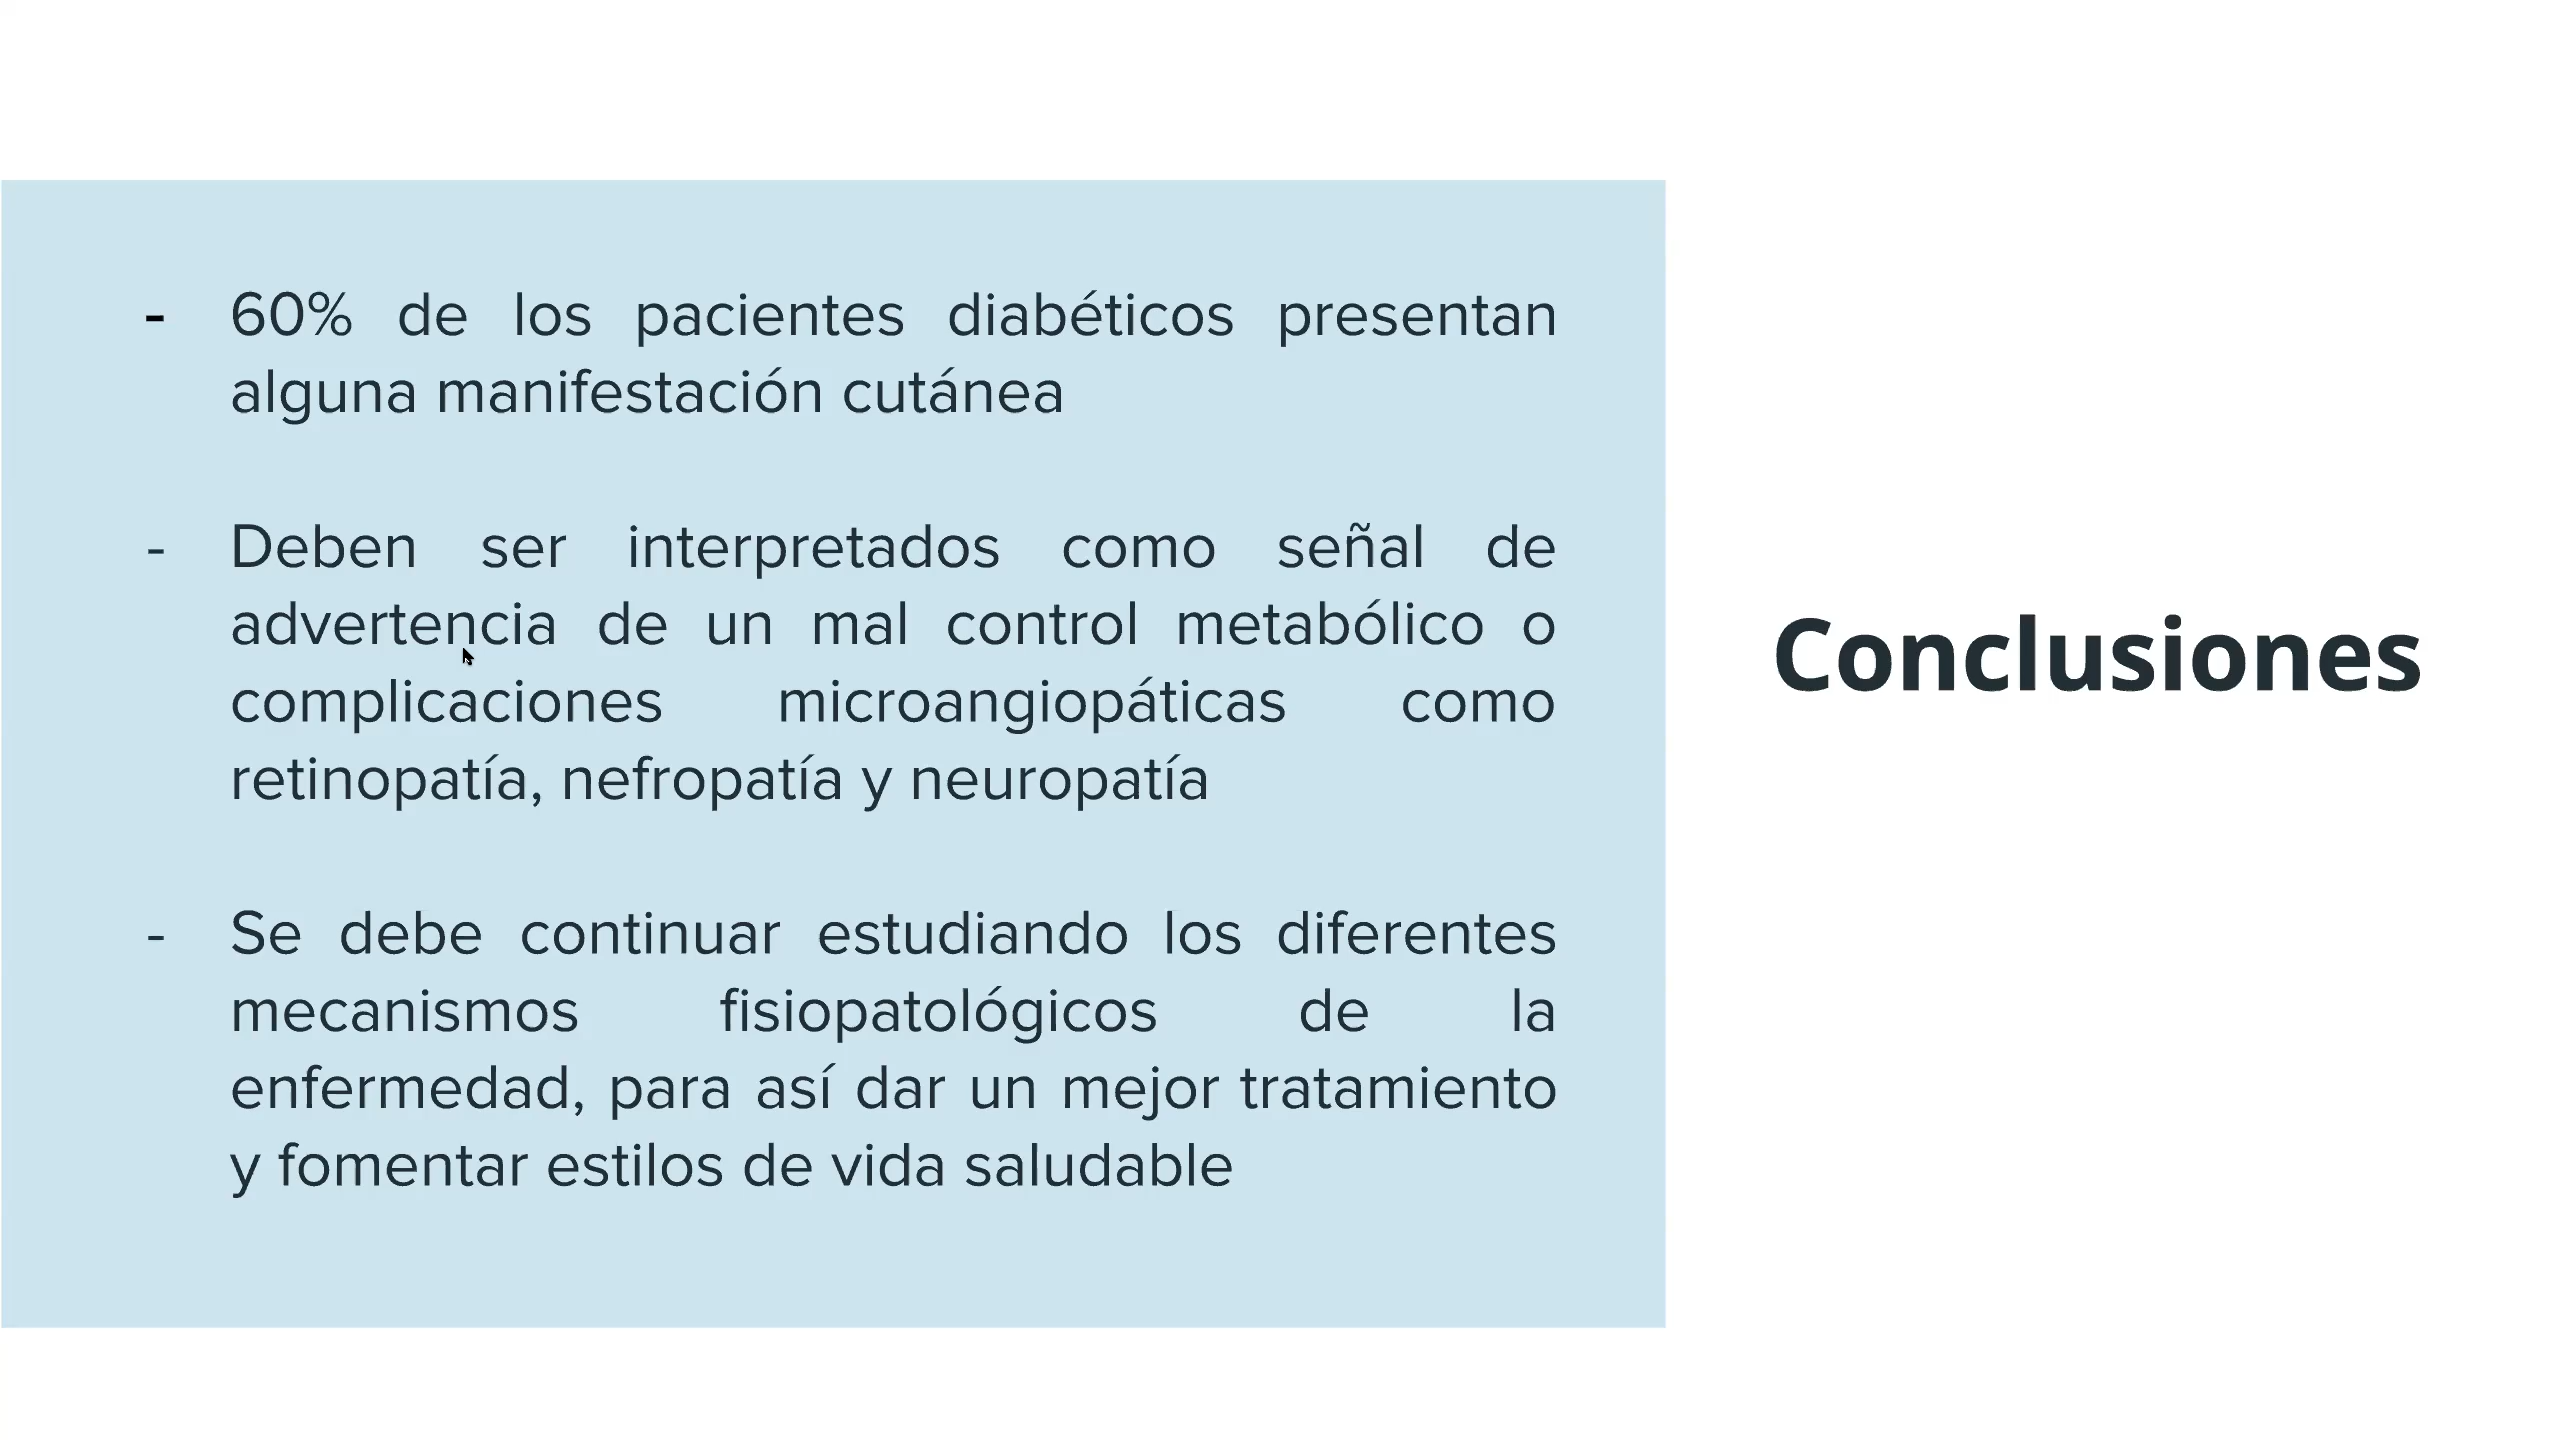 - 60% de los pacientes diabéticos presentan
alguna manifestación cutánea
- Deben ser interpretados como señal de
advertencia de un mal control metabólico o
complicaciones microangiopáticas como
retinopatía, nefropatía y neuropatía
- Se debe continuar estudiando los diferentes
mecanismos fisiopatológicos de la
enfermedad, para así dar un mejor tratamiento
y fomentar estilos de vida saludable
Conclusiones